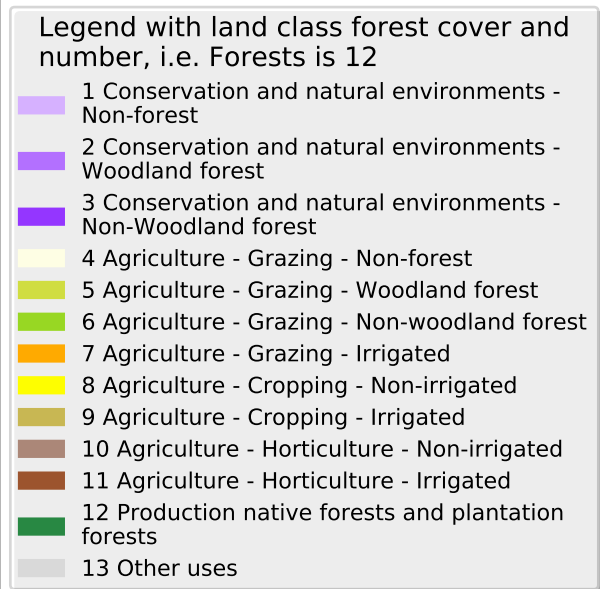 Legend with land class forest cover and
number, i.e. Forests is 12
1 Conservation and natural environments -
Non-forest
2 Conservation and natural environments -
Woodland forest
3 Conservation and natural environments -
Non-Woodland forest
4 Agriculture - Grazing - Non-forest
5 Agriculture - Grazing - Woodland forest
6 Agriculture - Grazing - Non-woodland forest
7 Agriculture - Grazing - Irrigated
8 Agriculture - Cropping - Non-irrigated
9 Agriculture - Cropping - Irrigated
10 Agriculture - Horticulture - Non-irrigated
11 Agriculture - Horticulture - Irrigated
12 Production native forests and plantation
forests
13 Other uses